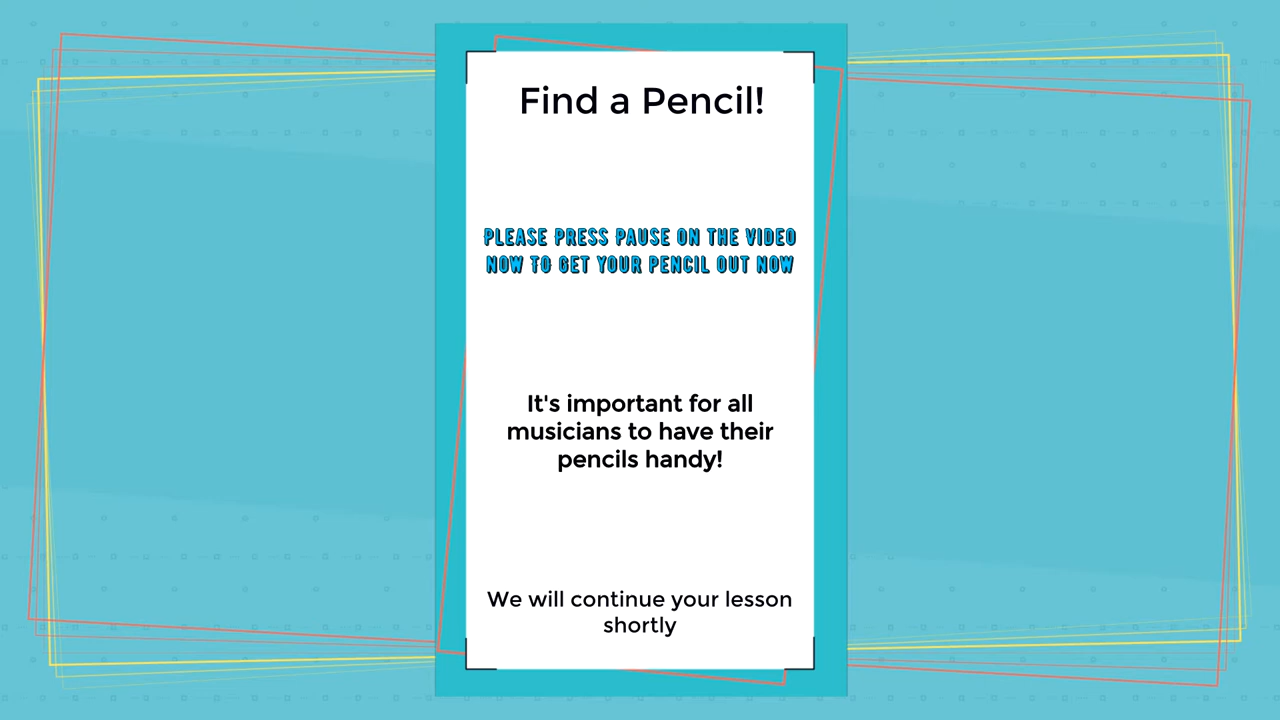 Find a Pencil!
PLEASE PRESS PAUSE ON THE VIDEO
NOW TO GET YOUR PENCIL OUT NOW
It's important for all
musicians to have their
pencils handy!
We will continue your lesson
shortly